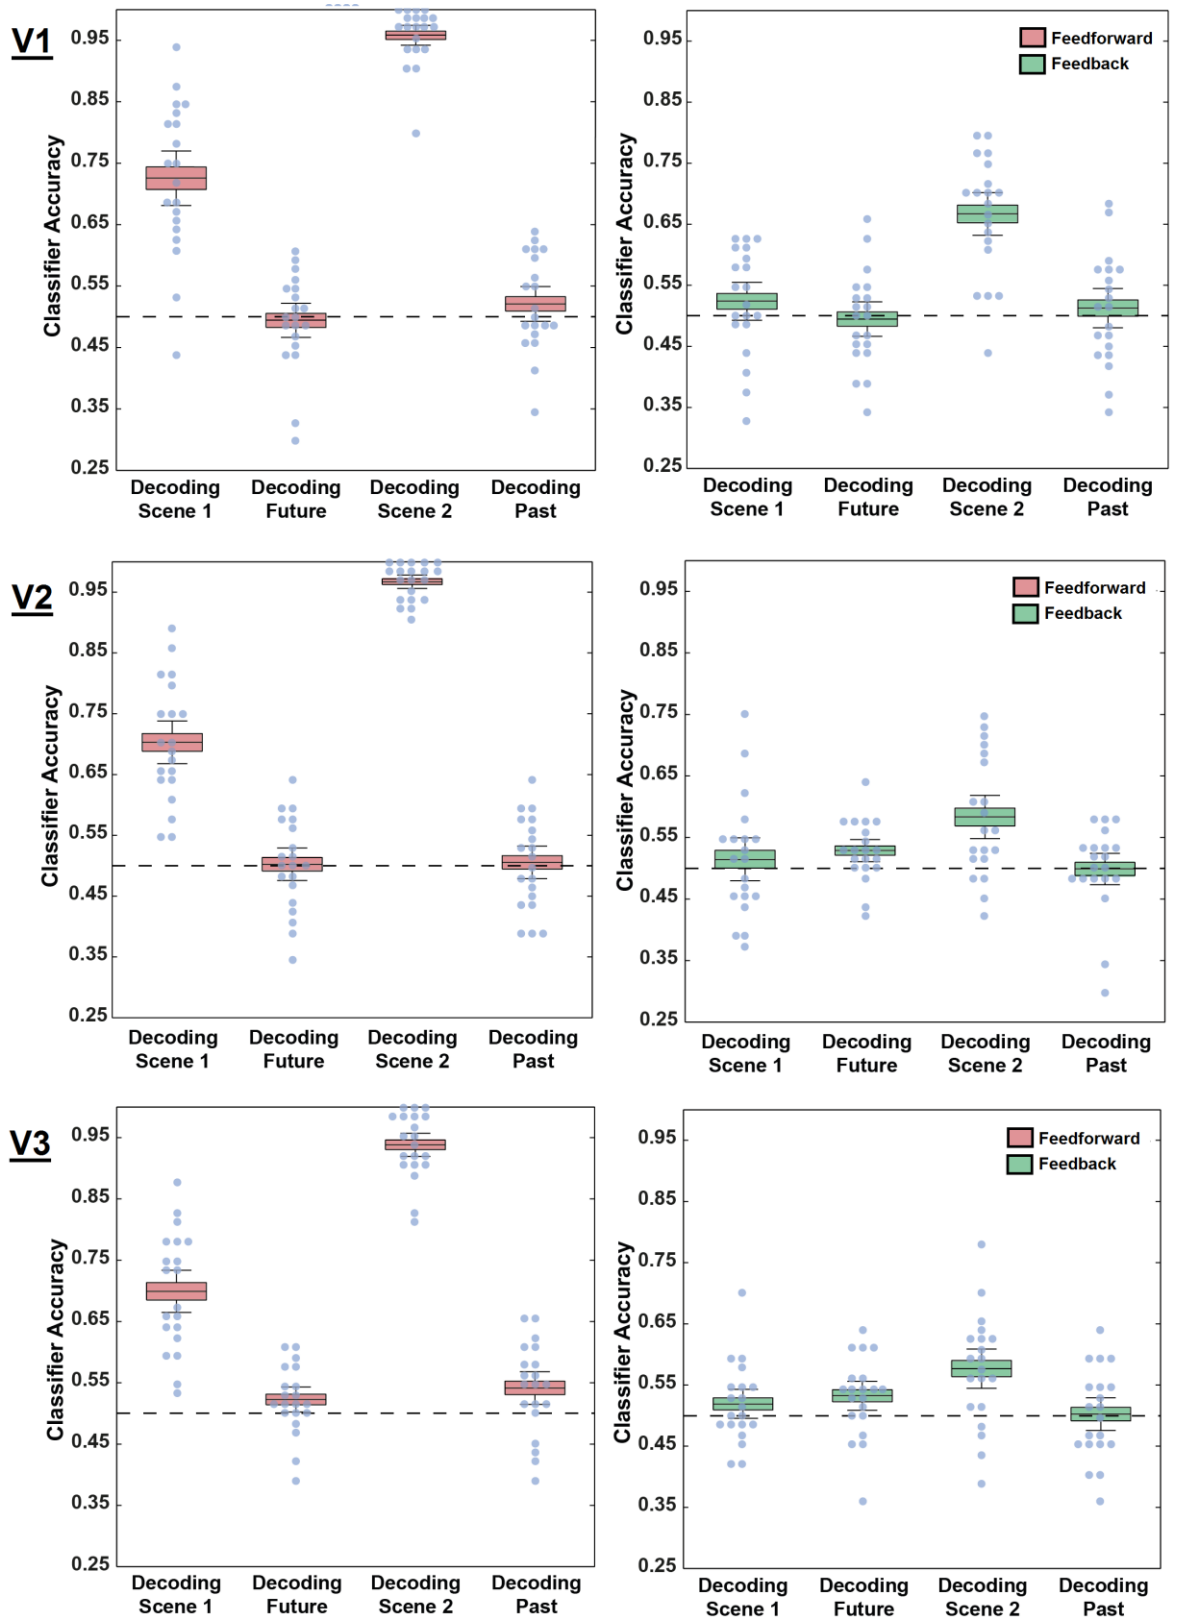 V1
Classifier Accuracy
0.95
0.85
0.75
0.65
0.55
0.45
0.35
0.25
Decoding Scene 1
Decoding Future
Decoding Scene 2
Decoding Past
Classifier Accuracy
0.95
0.85
0.75
0.65
0.55
0.45
0.35
0.25
Feedforward
Feedback
Decoding Scene 1
Decoding Future
Decoding Scene 2
Decoding Past
V2
Classifier Accuracy
0.95
0.85
0.75
0.65
0.55
0.45
0.35
0.25
Decoding Scene 1
Decoding Future
Decoding Scene 2
Decoding Past
Classifier Accuracy
0.95
0.85
0.75
0.65
0.55
0.45
0.35
0.25
Feedforward
Feedback
Decoding Scene 1
Decoding Future
Decoding Scene 2
Decoding Past
V3
Classifier Accuracy
0.95
0.85
0.75
0.65
0.55
0.45
0.35
0.25
Decoding Scene 1
Decoding Future
Decoding Scene 2
Decoding Past
Classifier Accuracy
0.95
0.85
0.75
0.65
0.55
0.45
0.35
0.25
Feedforward
Feedback
Decoding Scene 1
Decoding Future
Decoding Scene 2
Decoding Past